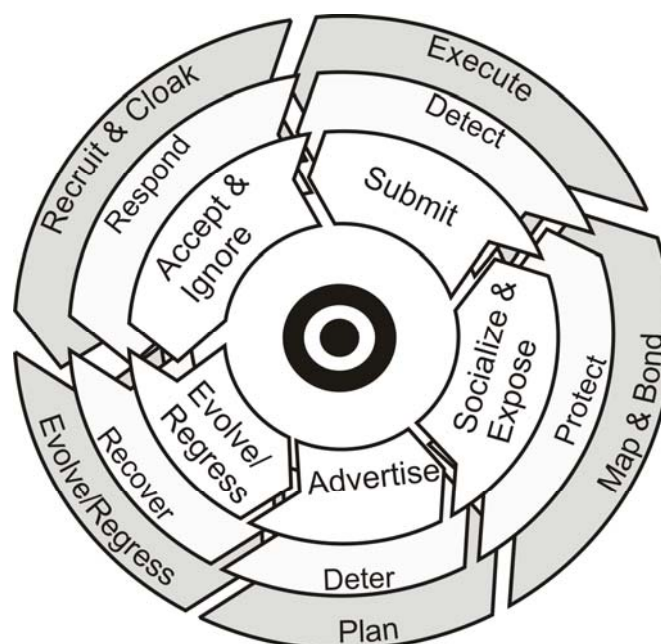 Execute
Detect
Submit
Recruit & Cloak
Respond
Accept &
Ignore
Socialize &
Expose
Protect
Map & Bond
Evolve/
Regress
Recover
Evolve/Regress
Advertise
Deter
Plan